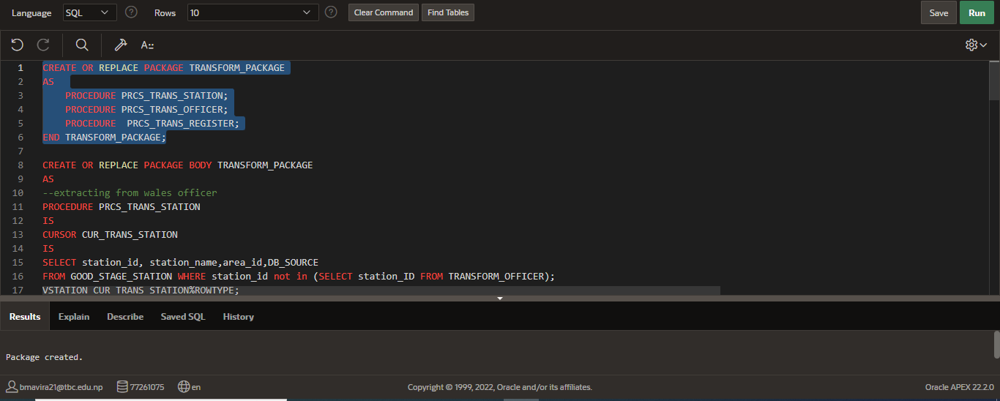 Language SQL Rows 10 Clear Command Find Tables Save Run
A::
1 CREATE OR REPLACE PACKAGE TRANSFORM_PACKAGE
2 AS
3 PROCEDURE PRCS_TRANS_STATION;
4 PROCEDURE PRCS_TRANS_OFFICER;
5 PROCEDURE PRCS_TRANS_REGISTER;
6 END TRANSFORM_PACKAGE;
7
8 CREATE OR REPLACE PACKAGE BODY TRANSFORM_PACKAGE
9 AS
10 --extracting from wales officer
11 PROCEDURE PRCS_TRANS_STATION
12 IS
13 CURSOR CUR_TRANS_STATION
14 IS
15 SELECT station_id, station_name,area_id,DB_SOURCE
16 FROM GOOD_STAGE_STATION WHERE station_id not in (SELECT station_ID FROM TRANSFORM_OFFICER);
17 VSTATION CUR_TRANS_STATION%ROWTYPE;
Results Explain Describe Saved SQL History
Package created.
bmavira21@tbc.edu.np 77261075 en Copyright © 1999, 2022, Oracle and/or its affiliates. Oracle APEX 22.2.0